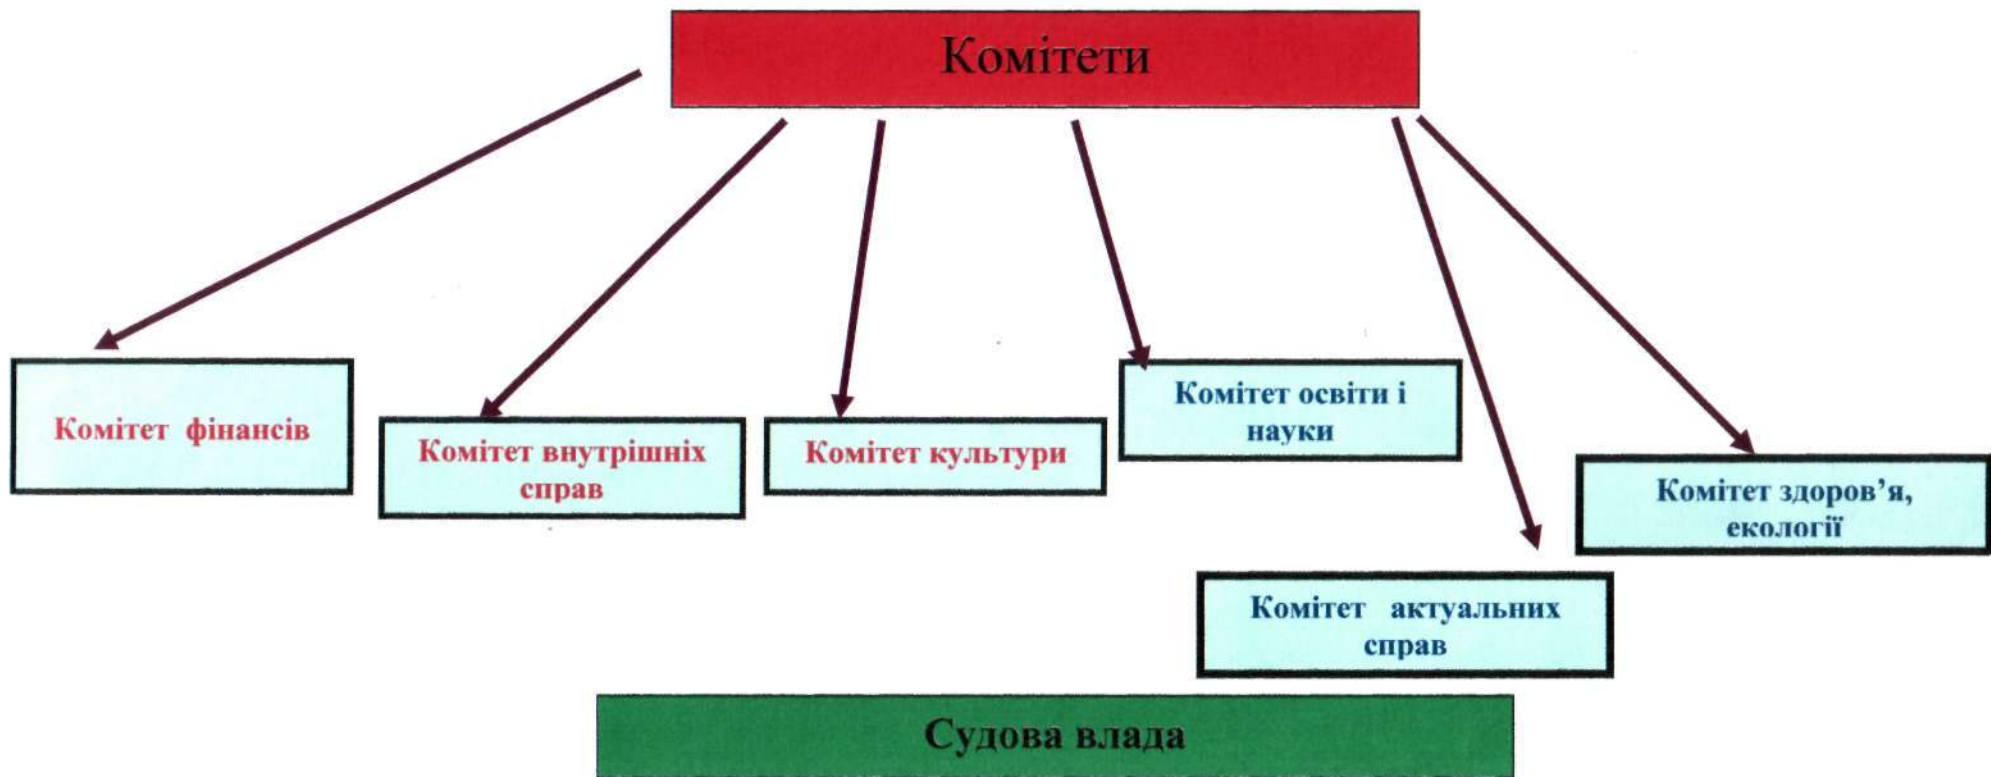 Комітети
Комітет фінансів
Комітет внутрішніх
справ
Комітет культури
Комітет освіти і
науки
Комітет здоров’я,
екології
Комітет актуальних
справ
Судова влада